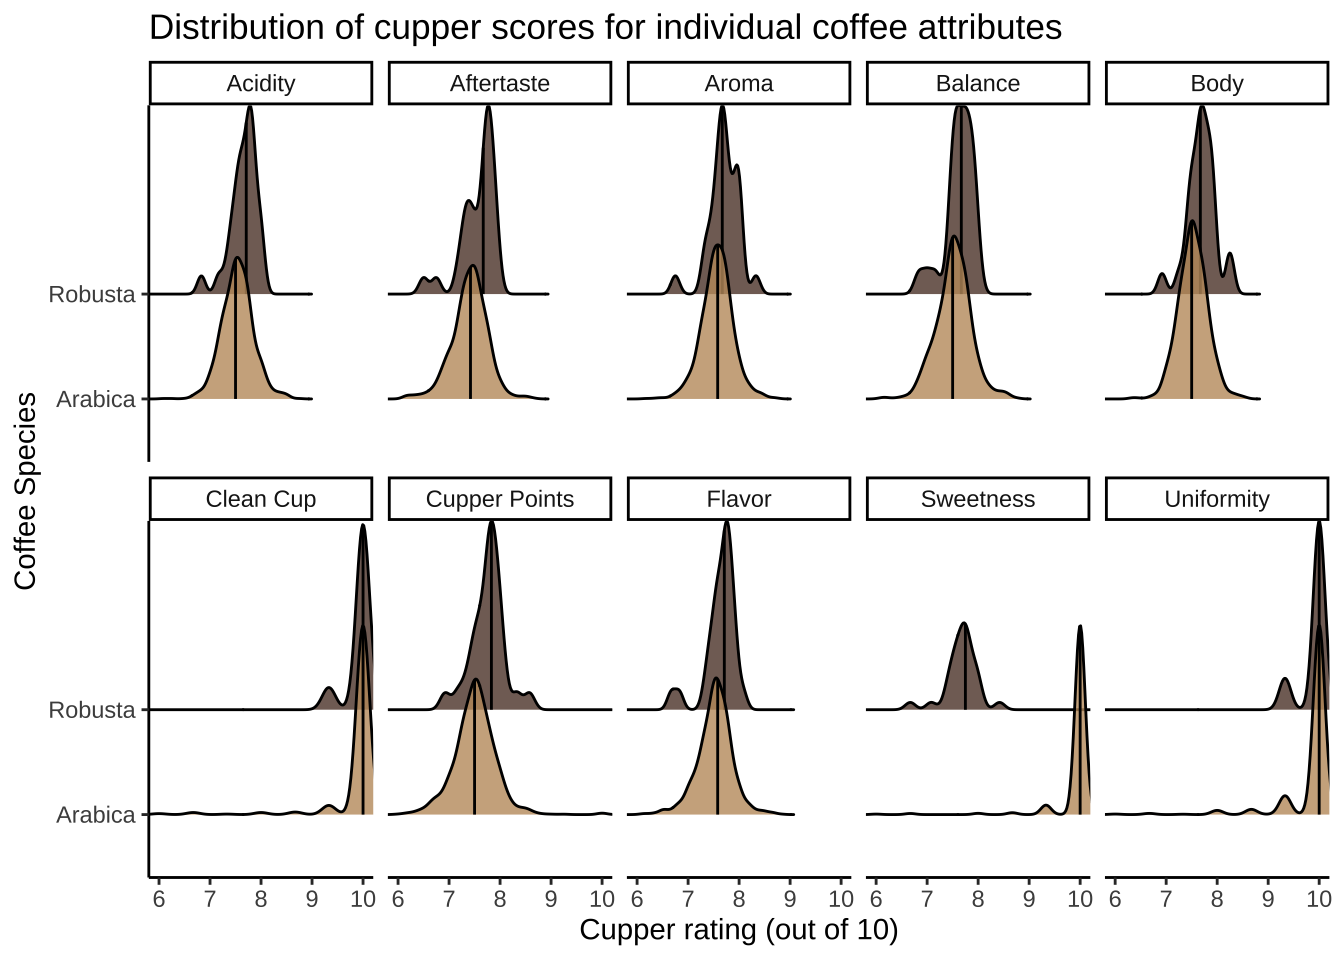 Distribution of cupper scores for individual coffee attributes
Acidity Aftertaste Aroma Balance Body
Robusta
Arabica
Coffee Species
Clean Cup Cupper Points Flavor Sweetness Uniformity
Robusta
Arabica
6 7 8 9 10 6 7 8 9 10 6 7 8 9 10 6 7 8 9 10 6 7 8 9 10
Cupper rating (out of 10)